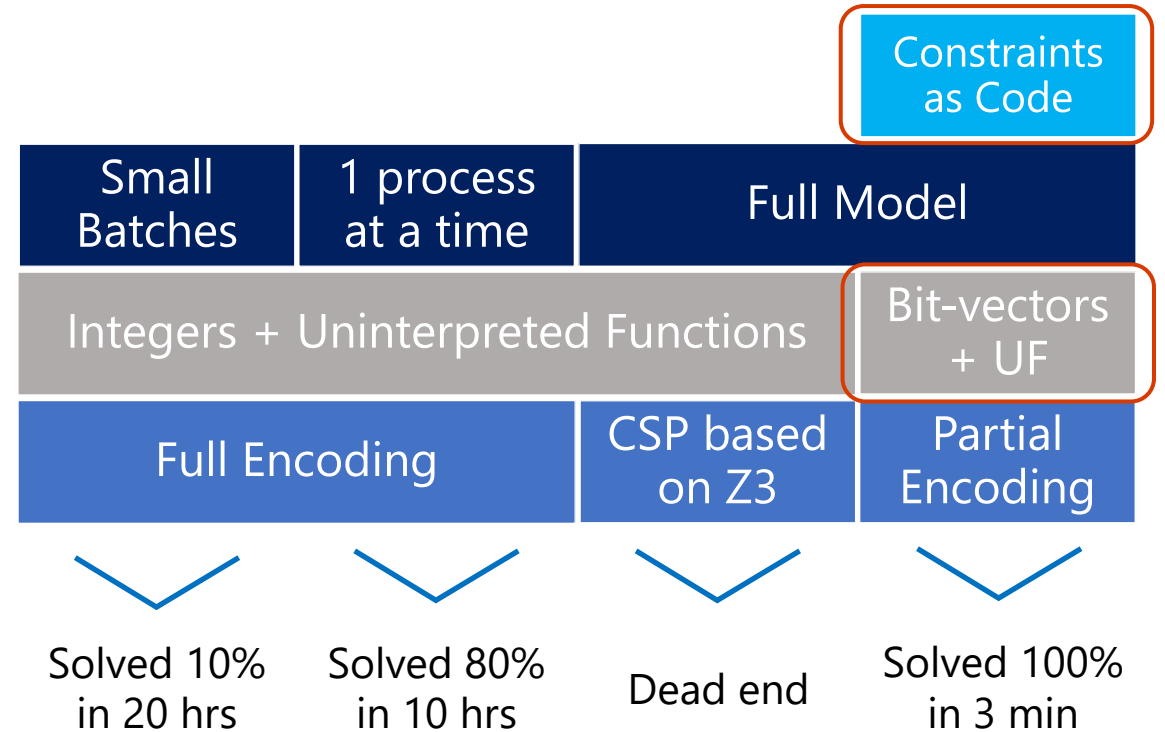 Constraints
as Code
Small
Batches
1 process
at a time
Full Model
Integers + Uninterpreted Functions
Bit-vectors
+ UF
Full Encoding
CSP based
on Z3
Partial
Encoding
Solved 10%
in 20 hrs
Solved 80%
in 10 hrs
Dead end
Solved 100%
in 3 min